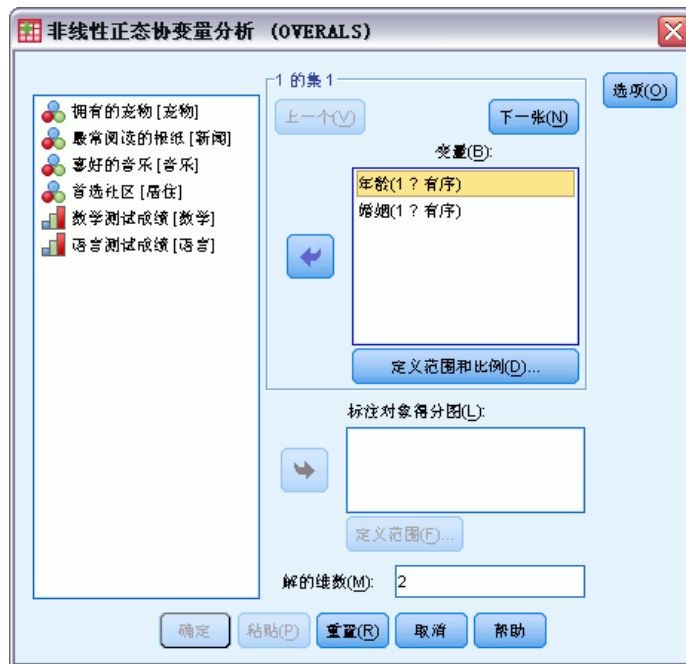 非线性正态协变量分析 (OVERALS)
1 的集 1
选项(O)
拥有的宠物 [宠物]
最常阅读的报纸 [新闻]
喜好的音乐 [音乐]
首选社区 [居住]
数学测试成绩 [数学]
语言测试成绩 [语言]
上一个(V)
下一张(N)
变量(B):
年龄(1 ? 有序)
婚姻(1 ? 有序)
定义范围和比例(D)...
标注对象得分图(L):
定义范围(F)...
解的维数(M):
2
确定
粘贴(P)
重置(R)
取消
帮助